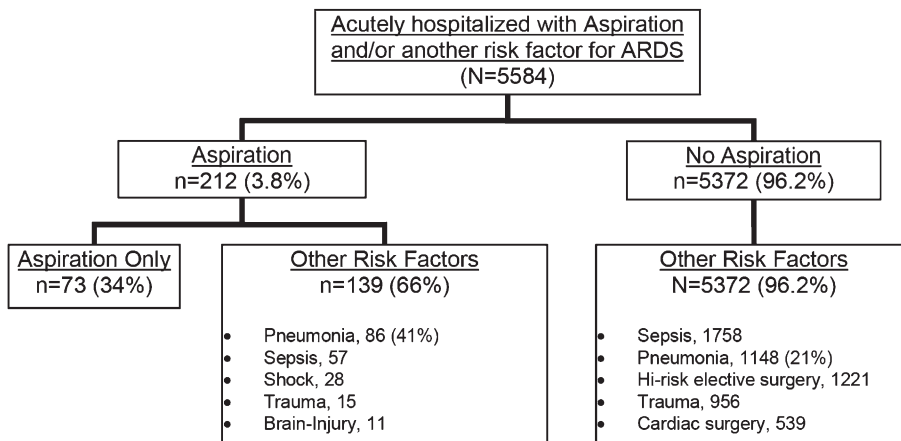 Acutely hospitalized with Aspiration
and/or another risk factor for ARDS
(N=5584)
Aspiration
n=212 (3.8%)
No Aspiration
n=5372 (96.2%)
Aspiration Only
n=73 (34%)
Other Risk Factors
n=139 (66%)
• Pneumonia, 86 (41%)
• Sepsis, 57
• Shock, 28
• Trauma, 15
• Brain-Injury, 11
Other Risk Factors
N=5372 (96.2%)
• Sepsis, 1758
• Pneumonia, 1148 (21%)
• Hi-risk elective surgery, 1221
• Trauma, 956
• Cardiac surgery, 539